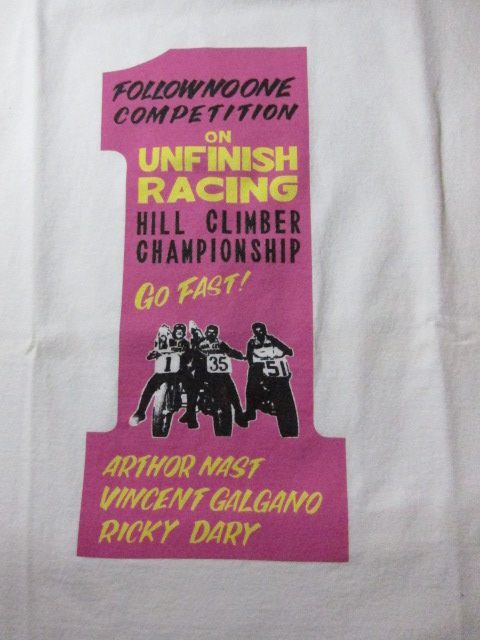 FOLLOWNOONE
COMPETITION
ON
UNFINISH
RACING
HILL CLIMBER
CHAMPIONSHIP
GO FAST!
1 35 51
ARTHOR NAST
VINCENT GALGANO
RICKY DARY